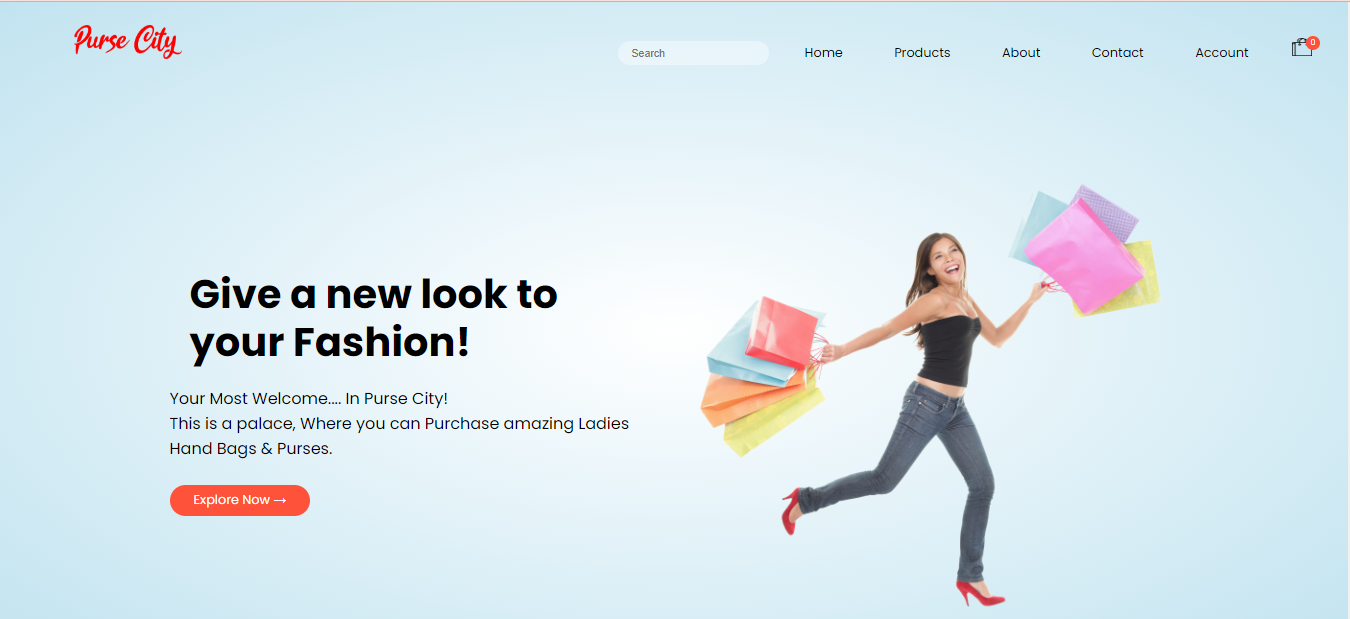 Purse City
Search
Home
Products
About
Contact
Account
0
Give a new look to
your Fashion!
Your Most Welcome.... In Purse City!
This is a palace, Where you can Purchase amazing Ladies
Hand Bags & Purses.
Explore Now →